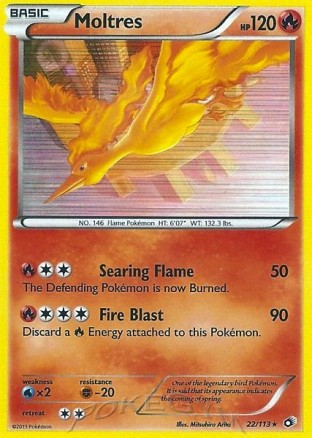 BASIC
Moltres
HP120
NO. 146 Flame Pokémon HT: 6'07" WT: 132.3 lbs.
Searing Flame 50
The Defending Pokémon is now Burned.
Fire Blast 90
Discard a Energy attached to this Pokémon.
weakness resistance
×2 -20
retreat
One of the legendary bird Pokémon.
It is said that its appearance indicates
the coming of spring.
Illus. Mitsuhiro Arita 22/113
©2013 Pokémon